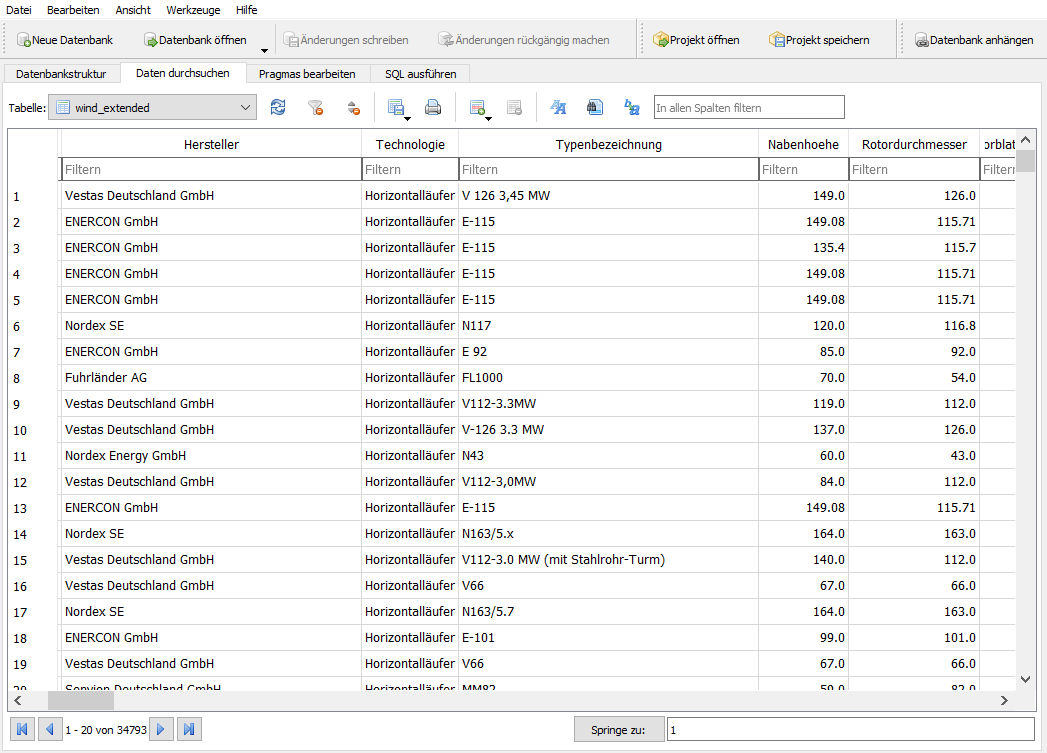 Datei Bearbeiten Ansicht Werkzeuge Hilfe
Neue Datenbank Datenbank öffnen Änderungen schreiben Änderungen rückgängig machen Projekt öffnen Projekt speichern Datenbank anhängen
Datenbankstruktur Daten durchsuchen Pragmas bearbeiten SQL ausführen
Tabelle: wind_extended In allen Spalten filtern
Hersteller Technologie Typenbezeichnung Nabenhoehe Rotordurchmesser orblat
Filtern Filtern Filtern Filtern Filtern Filtern
1 Vestas Deutschland GmbH Horizontalläufer V 126 3,45 MW 149.0 126.0
2 ENERCON GmbH Horizontalläufer E-115 149.08 115.71
3 ENERCON GmbH Horizontalläufer E-115 135.4 115.7
4 ENERCON GmbH Horizontalläufer E-115 149.08 115.71
5 ENERCON GmbH Horizontalläufer E-115 149.08 115.71
6 Nordex SE Horizontalläufer N117 120.0 116.8
7 ENERCON GmbH Horizontalläufer E 92 85.0 92.0
8 Fuhrländer AG Horizontalläufer FL1000 70.0 54.0
9 Vestas Deutschland GmbH Horizontalläufer V112-3.3MW 119.0 112.0
10 Vestas Deutschland GmbH Horizontalläufer V-126 3.3 MW 137.0 126.0
11 Nordex Energy GmbH Horizontalläufer N43 60.0 43.0
12 Vestas Deutschland GmbH Horizontalläufer V112-3,0MW 84.0 112.0
13 ENERCON GmbH Horizontalläufer E-115 149.08 115.71
14 Nordex SE Horizontalläufer N163/5.x 164.0 163.0
15 Vestas Deutschland GmbH Horizontalläufer V112-3.0 MW (mit Stahlrohr-Turm) 140.0 112.0
16 Vestas Deutschland GmbH Horizontalläufer V66 67.0 66.0
17 Nordex SE Horizontalläufer N163/5.7 164.0 163.0
18 ENERCON GmbH Horizontalläufer E-101 99.0 101.0
19 Vestas Deutschland GmbH Horizontalläufer V66 67.0 66.0
20 Senvion Deutschland GmbH Horizontalläufer MM82 59.0 82.0
1 - 20 von 34793 Springe zu: 1